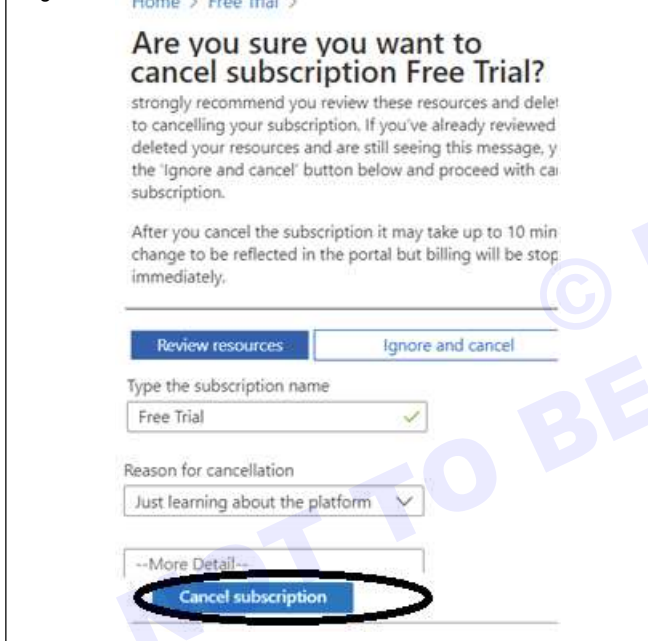 Home > Free Trial >
Are you sure you want to
cancel subscription Free Trial?
strongly recommend you review these resources and delet
to cancelling your subscription. If you've already reviewed
deleted your resources and are still seeing this message, y
the 'Ignore and cancel' button below and proceed with ca
subscription.
After you cancel the subscription it may take up to 10 min
change to be reflected in the portal but billing will be stop
immediately.
Review resources Ignore and cancel
Type the subscription name
Free Trial
Reason for cancellation
Just learning about the platform
--More Detail--
Cancel subscription
©
NOT TO BE